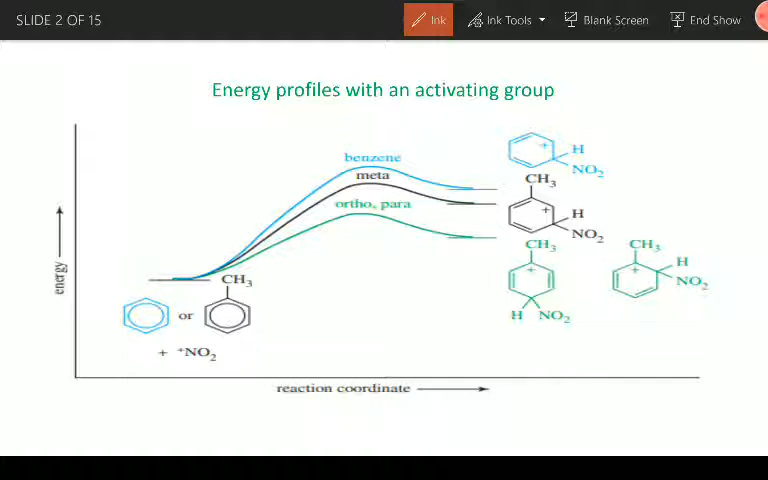 SLIDE 2 OF 15
Ink
Ink Tools
Blank Screen
End Show
Energy profiles with an activating group
benzene
meta
ortho, para
energy
CH3
or
+ +NO2
+
H
NO2
CH3
+
H
NO2
CH3
+
H NO2
CH3
+
H
NO2
reaction coordinate